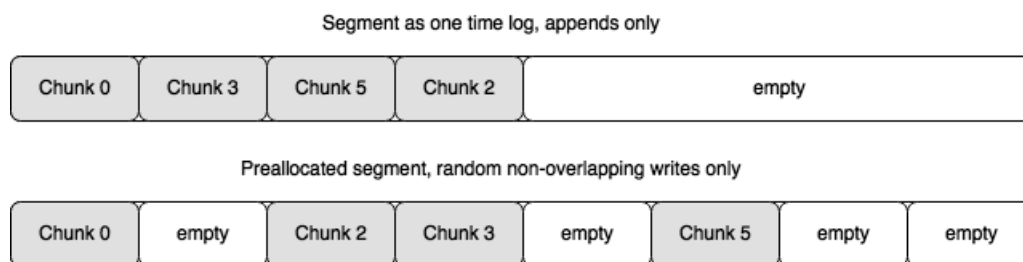 Segment as one time log, appends only
Chunk 0 Chunk 3 Chunk 5 Chunk 2 empty
Preallocated segment, random non-overlapping writes only
Chunk 0 empty Chunk 2 Chunk 3 empty Chunk 5 empty empty